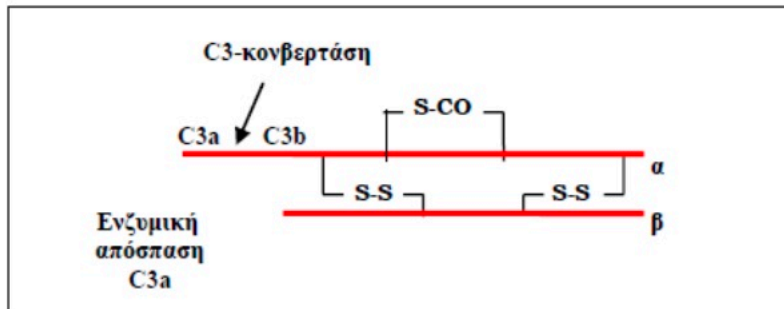 C3-κονβερτάση
S-CO
C3a C3b
α
S-S S-S
β
Ενζυμική
απόσπαση
C3a